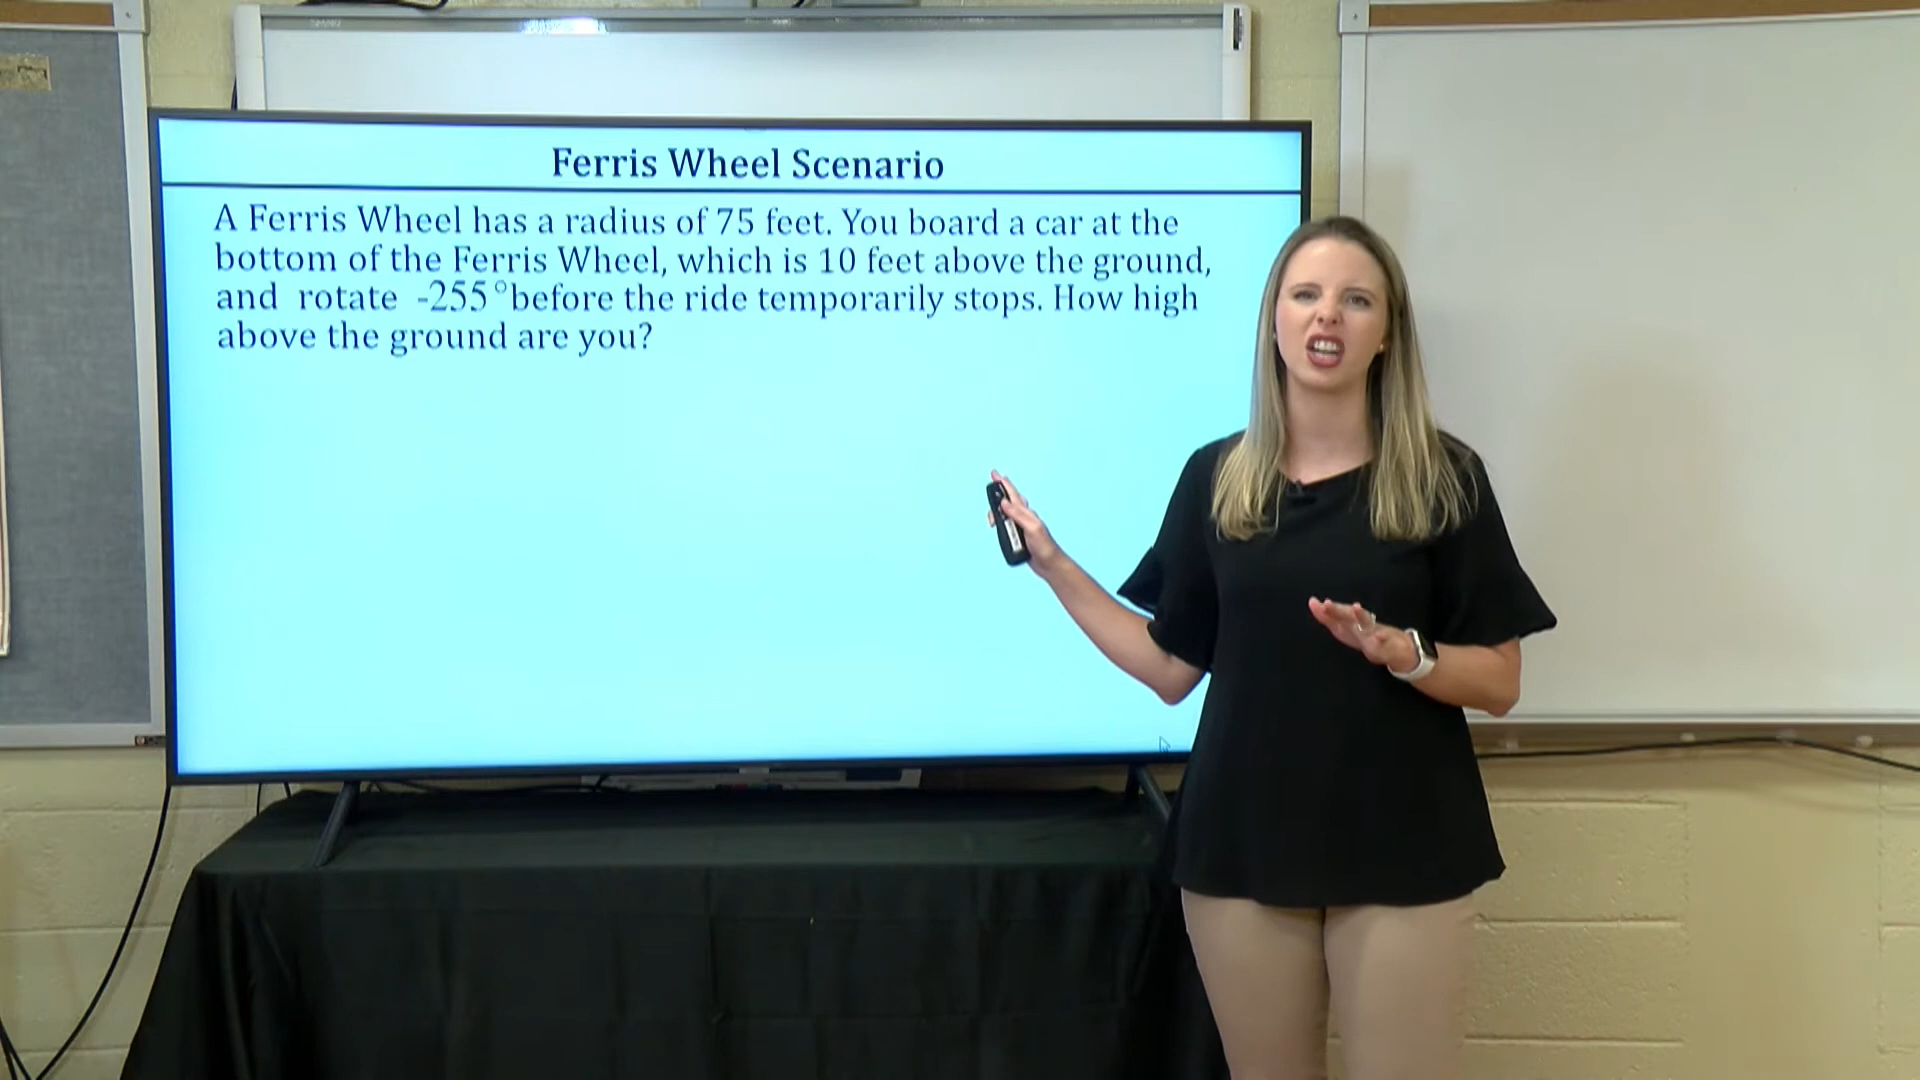 Ferris Wheel Scenario
A Ferris Wheel has a radius of 75 feet. You board a car at the
bottom of the Ferris Wheel, which is 10 feet above the ground,
and rotate -255° before the ride temporarily stops. How high
above the ground are you?